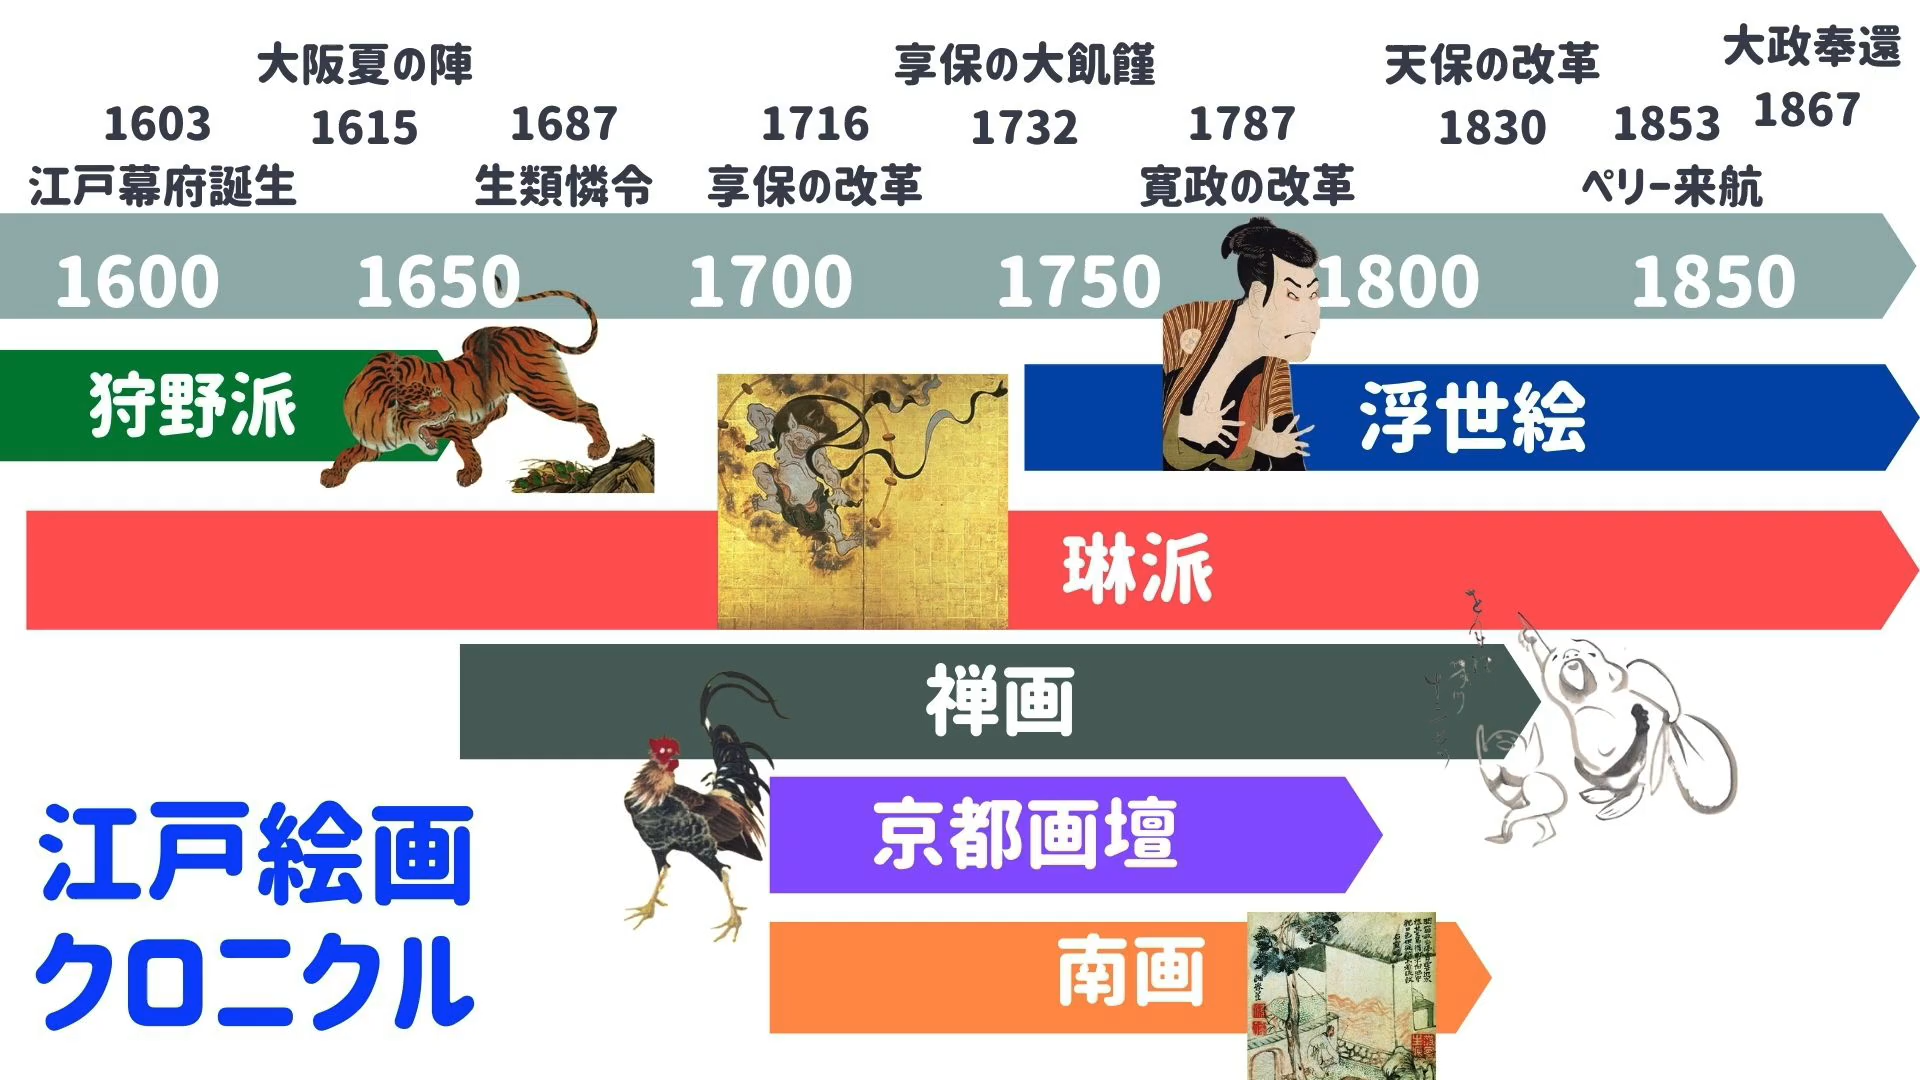 大阪夏の陣
享保の大飢饉
天保の改革
大政奉還
1603
1615
1687
1716
1732
1787
1830
1853
1867
江戸幕府誕生
生類憐令
享保の改革
寛政の改革
ペリー来航
1600
1650
1700
1750
1800
1850
狩野派
浮世絵
琳派
禅画
京都画壇
南画
江戸絵画
クロニクル